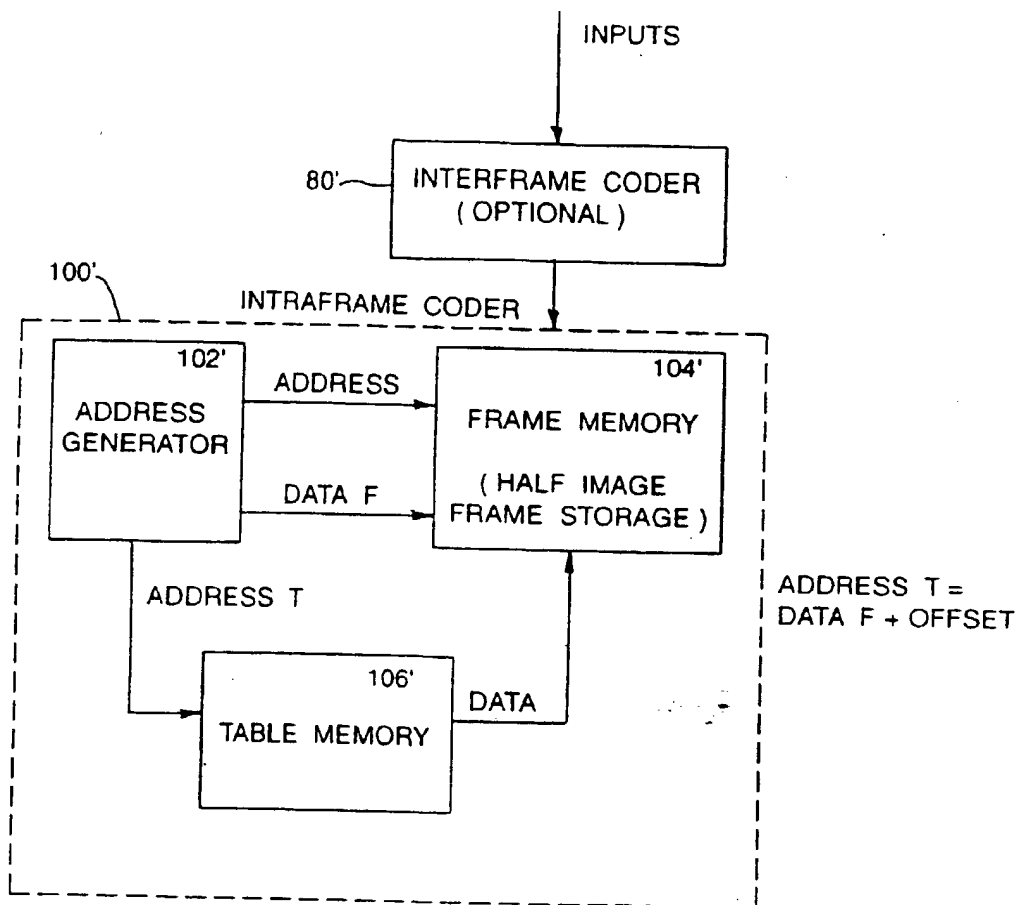 INPUTS
80'
INTERFRAME CODER
( OPTIONAL )
100'
INTRAFRAME CODER
102'
ADDRESS
GENERATOR
ADDRESS
DATA F
104'
FRAME MEMORY
( HALF IMAGE
FRAME STORAGE )
ADDRESS T
106'
TABLE MEMORY
DATA
ADDRESS T =
DATA F + OFFSET